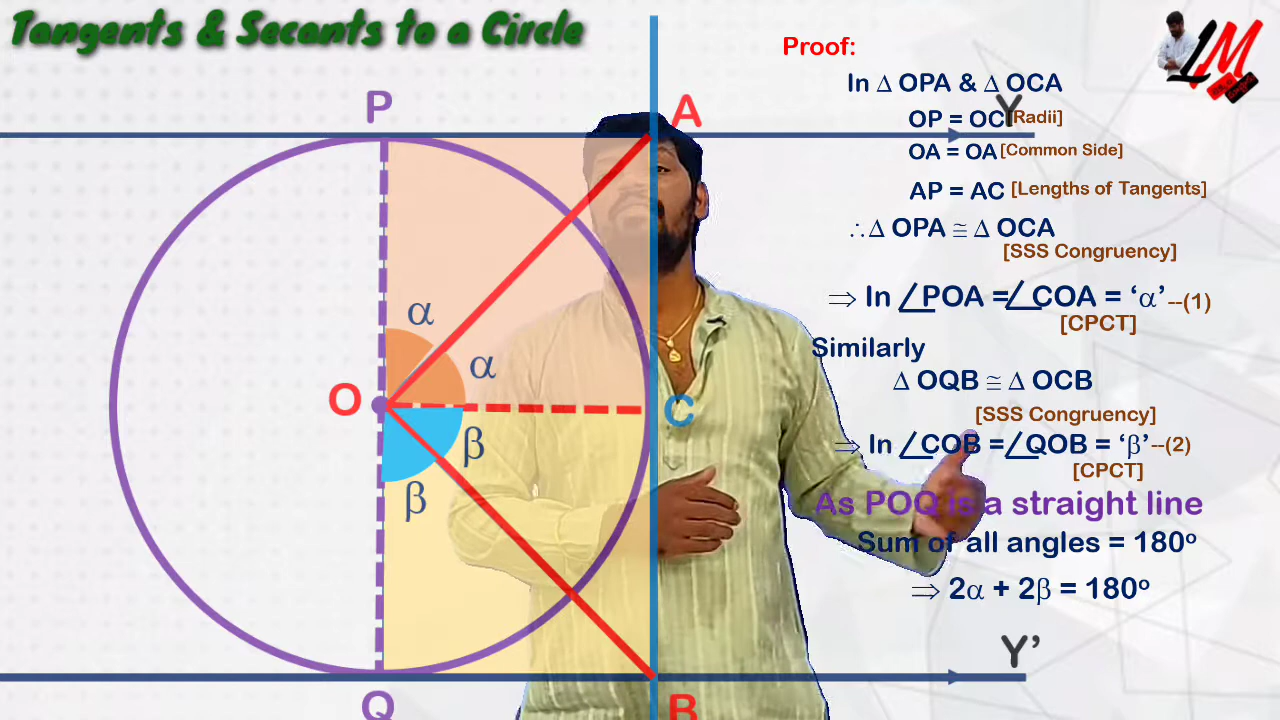 Tangents & Secants to a Circle
LM
Proof:
In Δ OPA & Δ OCA
OP = OC [Radii]
OA = OA [Common Side]
AP = AC [Lengths of Tangents]
∴ Δ OPA ≅ Δ OCA
[SSS Congruency]
⇒ In ∠POA = ∠COA = ‘α’ --(1)
[CPCT]
Similarly
Δ OQB ≅ Δ OCB
[SSS Congruency]
⇒ In ∠COB = ∠QOB = ‘β’ --(2)
[CPCT]
As POQ is a straight line
Sum of all angles = 180°
⇒ 2α + 2β = 180°
P
A
Y
α
α
O
C
β
β
Y’
Q
B